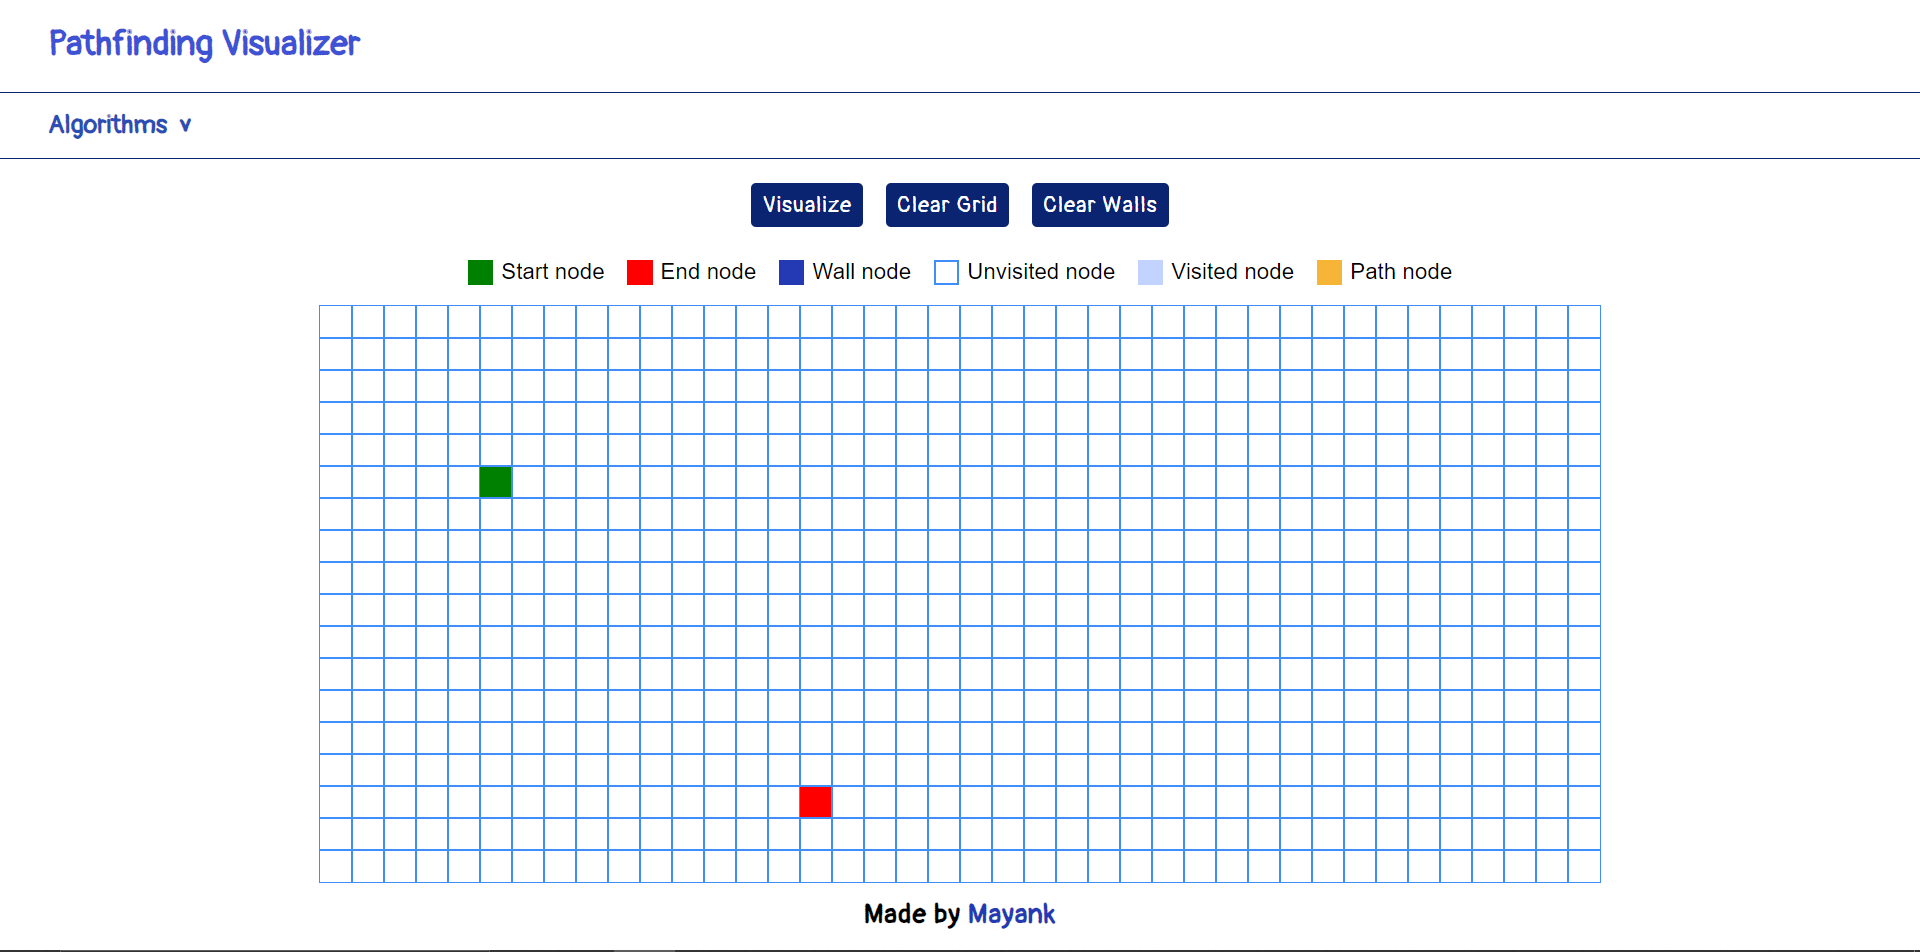 Pathfinding Visualizer
Algorithms v
Visualize Clear Grid Clear Walls
Start node End node Wall node Unvisited node Visited node Path node
Made by Mayank